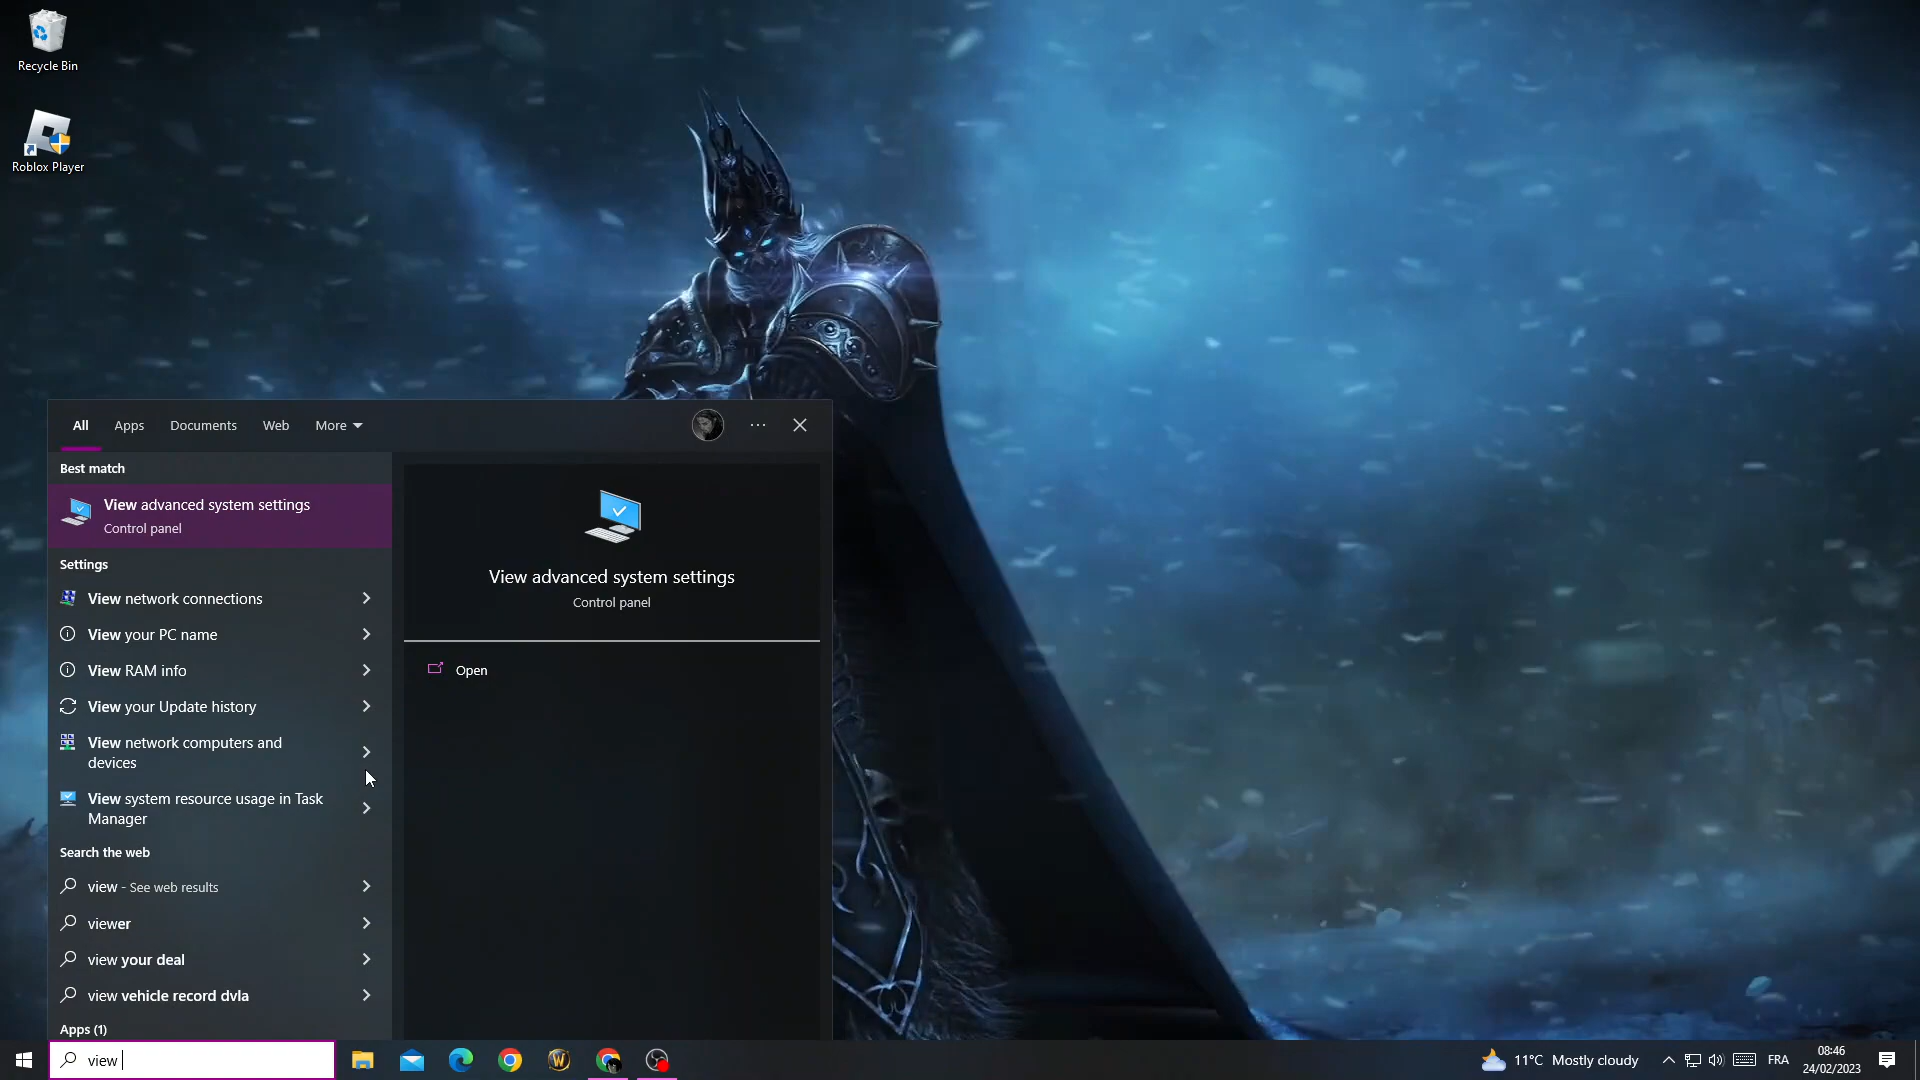 Recycle Bin
Roblox Player
All Apps Documents Web More
Best match
View advanced system settings
Control panel
Settings
View network connections
View your PC name
View RAM info
View your Update history
View network computers and
devices
View system resource usage in Task
Manager
Search the web
view - See web results
viewer
view your deal
view vehicle record dvla
Apps (1)
View advanced system settings
Control panel
Open
view
11°C Mostly cloudy
FRA
08:46
24/02/2023